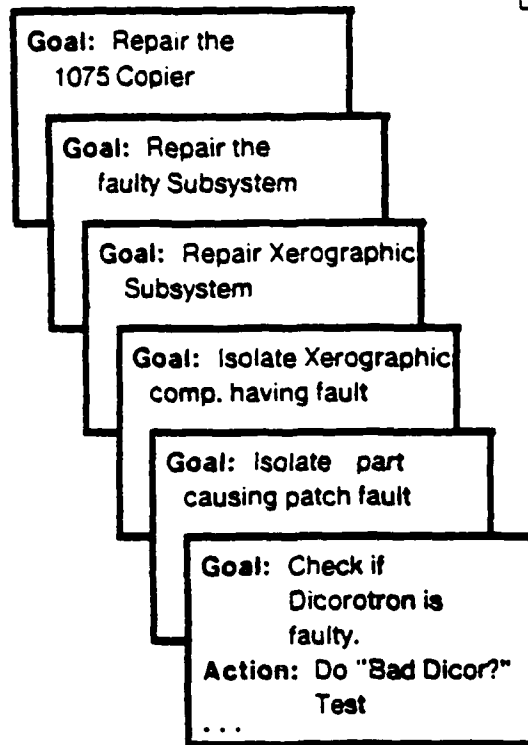 Goal: Repair the
1075 Copier
Goal: Repair the
faulty Subsystem
Goal: Repair Xerographic
Subsystem
Goal: Isolate Xerographic
comp. having fault
Goal: Isolate part
causing patch fault
Goal: Check if
Dicorotron is
faulty.
Action: Do "Bad Dicor?"
Test
. . .